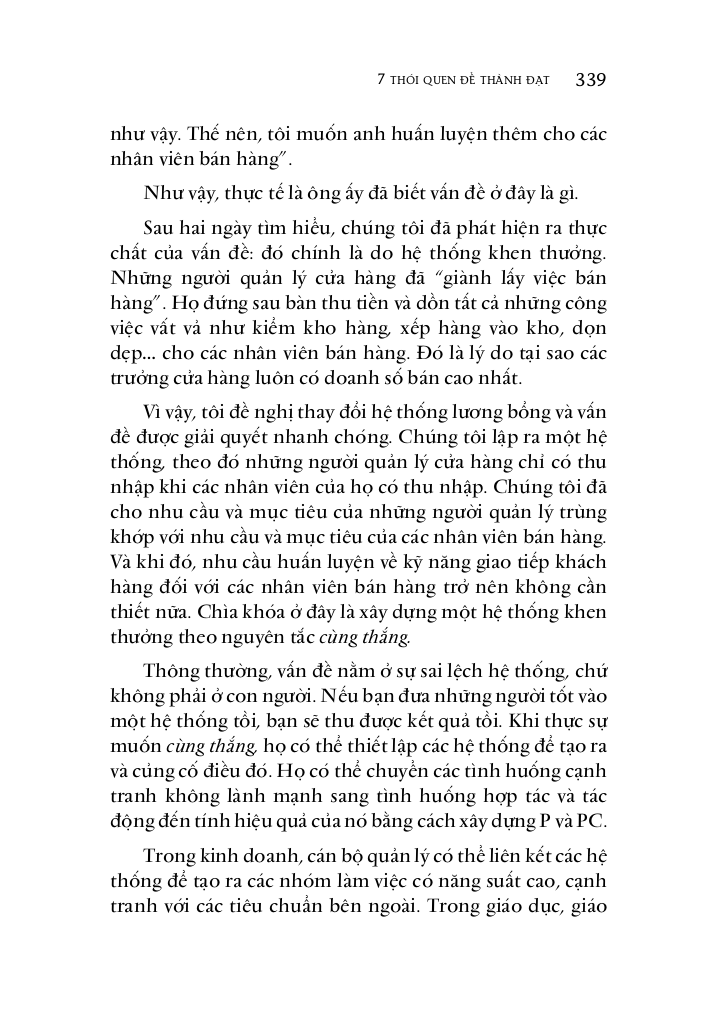 7 THÓI QUEN ĐỂ THÀNH ĐẠT 339
như vậy. Thế nên, tôi muốn anh huấn luyện thêm cho các
nhân viên bán hàng”.
Như vậy, thực tế là ông ấy đã biết vấn đề ở đây là gì.
Sau hai ngày tìm hiểu, chúng tôi đã phát hiện ra thực
chất của vấn đề: đó chính là do hệ thống khen thưởng.
Những người quản lý cửa hàng đã “giành lấy việc bán
hàng”. Họ đứng sau bàn thu tiền và dồn tất cả những công
việc vất vả như kiểm kho hàng, xếp hàng vào kho, dọn
dẹp... cho các nhân viên bán hàng. Đó là lý do tại sao các
trưởng cửa hàng luôn có doanh số bán cao nhất.
Vì vậy, tôi đề nghị thay đổi hệ thống lương bổng và vấn
đề được giải quyết nhanh chóng. Chúng tôi lập ra một hệ
thống, theo đó những người quản lý cửa hàng chỉ có thu
nhập khi các nhân viên của họ có thu nhập. Chúng tôi đã
cho nhu cầu và mục tiêu của những người quản lý trùng
khớp với nhu cầu và mục tiêu của các nhân viên bán hàng.
Và khi đó, nhu cầu huấn luyện về kỹ năng giao tiếp khách
hàng đối với các nhân viên bán hàng trở nên không cần
thiết nữa. Chìa khóa ở đây là xây dựng một hệ thống khen
thưởng theo nguyên tắc cùng thắng.
Thông thường, vấn đề nằm ở sự sai lệch hệ thống, chứ
không phải ở con người. Nếu bạn đưa những người tốt vào
một hệ thống tồi, bạn sẽ thu được kết quả tồi. Khi thực sự
muốn cùng thắng, họ có thể thiết lập các hệ thống để tạo ra
và củng cố điều đó. Họ có thể chuyển các tình huống cạnh
tranh không lành mạnh sang tình huống hợp tác và tác
động đến tính hiệu quả của nó bằng cách xây dựng P và PC.
Trong kinh doanh, cán bộ quản lý có thể liên kết các hệ
thống để tạo ra các nhóm làm việc có năng suất cao, cạnh
tranh với các tiêu chuẩn bên ngoài. Trong giáo dục, giáo